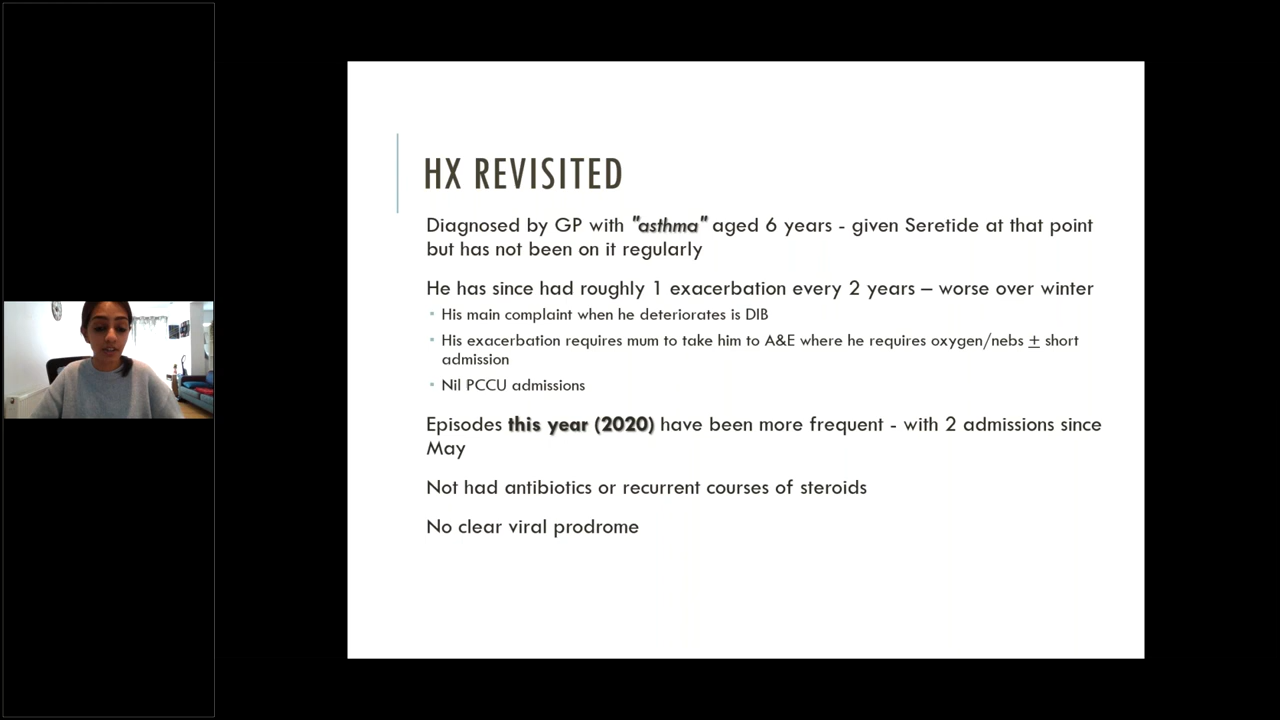 HX REVISITED
Diagnosed by GP with "asthma" aged 6 years - given Seretide at that point
but has not been on it regularly
He has since had roughly 1 exacerbation every 2 years – worse over winter
• His main complaint when he deteriorates is DIB
• His exacerbation requires mum to take him to A&E where he requires oxygen/nebs ± short
admission
• Nil PCCU admissions
Episodes this year (2020) have been more frequent - with 2 admissions since
May
Not had antibiotics or recurrent courses of steroids
No clear viral prodrome